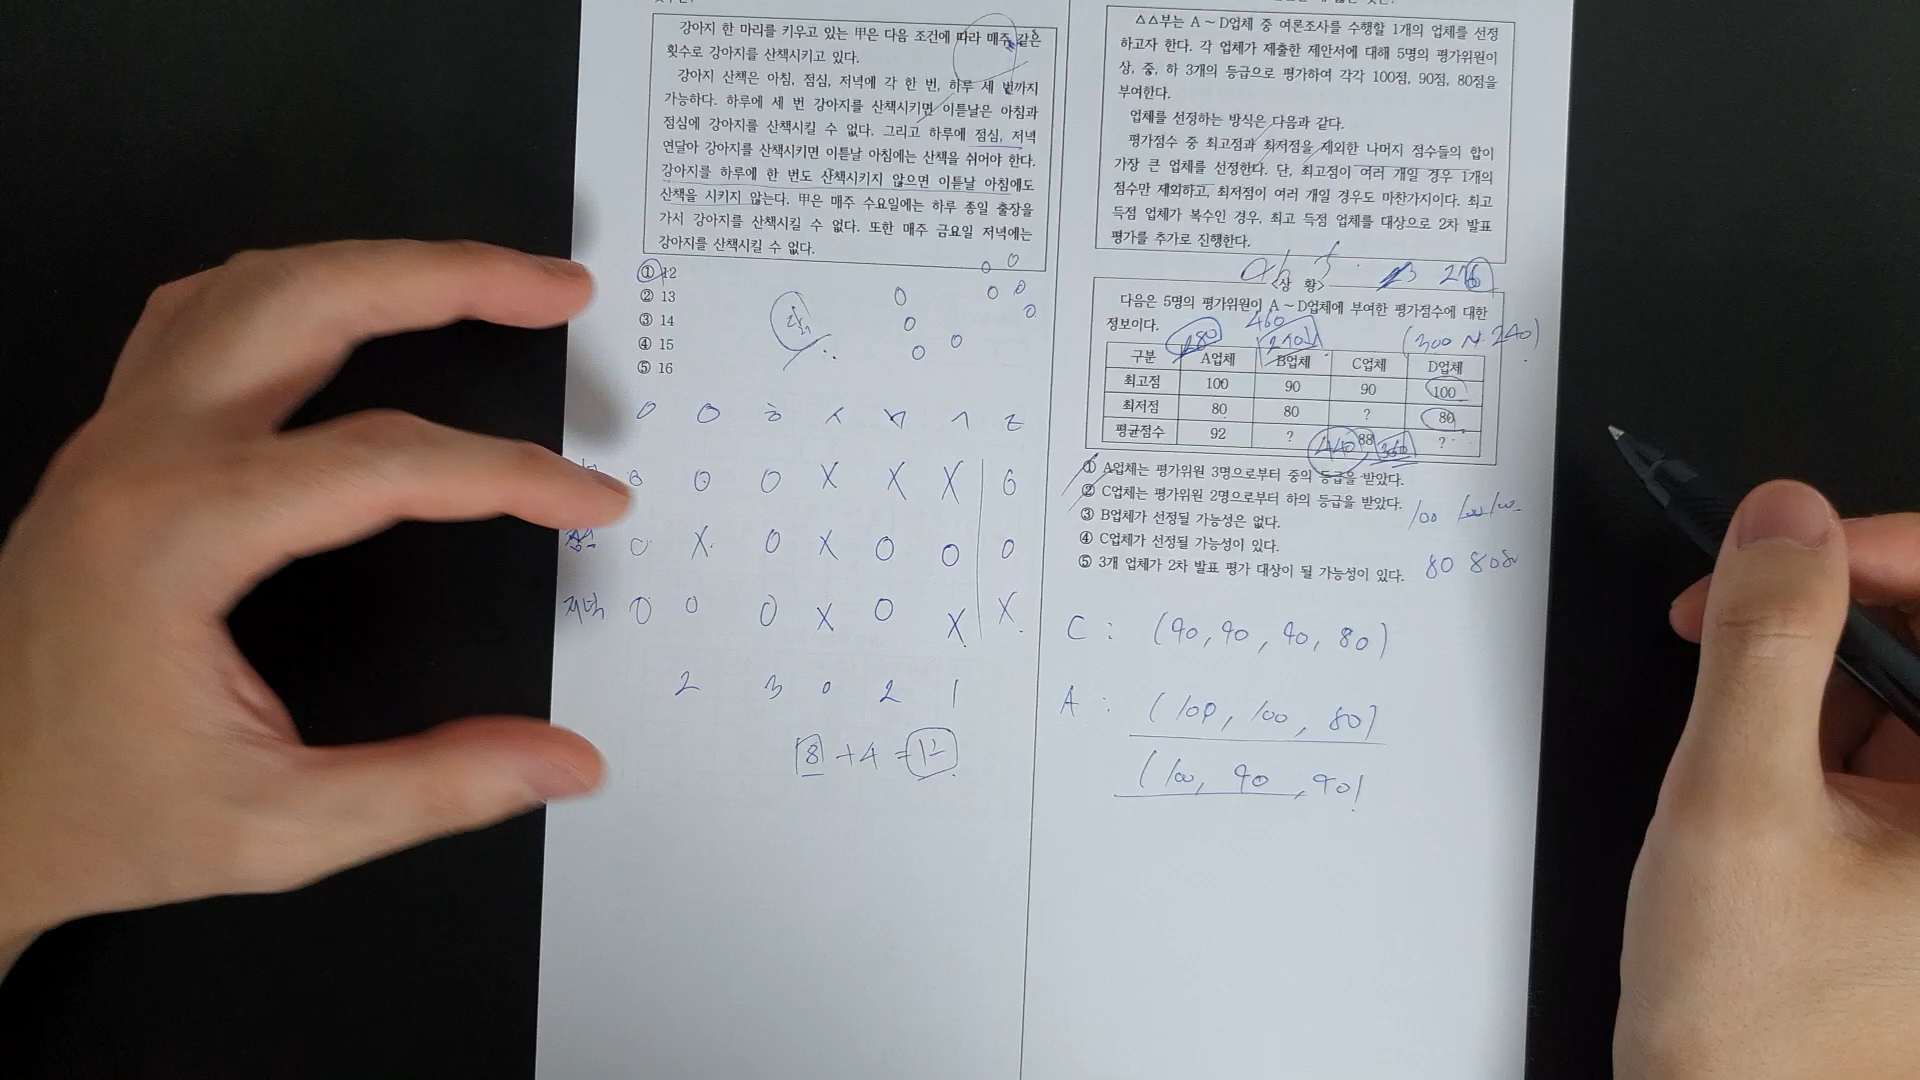 강아지 한 마리를 키우고 있는 甲은 다음 조건에 따라 매주 같은
횟수로 강아지를 산책시키고 있다.
강아지 산책은 아침, 점심, 저녁에 각 한 번, 하루 세 번까지
가능하다. 하루에 세 번 강아지를 산책시키면 이튿날은 아침과
점심에 강아지를 산책시킬 수 없다. 그리고 하루에 점심, 저녁
연달아 강아지를 산책시키면 이튿날 아침에는 산책을 쉬어야 한다.
강아지를 하루에 한 번도 산책시키지 않으면 이튿날 아침에도
산책을 시키지 않는다. 甲은 매주 수요일에는 하루 종일 출장을
가서 강아지를 산책시킬 수 없다. 또한 매주 금요일 저녁에는
강아지를 산책시킬 수 없다.
① 12
② 13
③ 14
④ 15
⑤ 16
X X X
X X
저녁 X X X
2 3 0 2 1
8 + 4 = 12
△△부는 A ~ D업체 중 여론조사를 수행할 1개의 업체를 선정
하고자 한다. 각 업체가 제출한 제안서에 대해 5명의 평가위원이
상, 중, 하 3개의 등급으로 평가하여 각각 100점, 90점, 80점을
부여한다.
업체를 선정하는 방식은 다음과 같다.
평가점수 중 최고점과 최저점을 제외한 나머지 점수들의 합이
가장 큰 업체를 선정한다. 단, 최고점이 여러 개일 경우 1개의
점수만 제외하고, 최저점이 여러 개일 경우도 마찬가지이다. 최고
득점 업체가 복수인 경우, 최고 득점 업체를 대상으로 2차 발표
평가를 추가로 진행한다.
<상 황>
다음은 5명의 평가위원이 A ~ D업체에 부여한 평가점수에 대한
정보이다.
460
280 270 (300 ~ 240)
구분 A업체 B업체 C업체 D업체
최고점 100 90 90 100
최저점 80 80 ? 80
평균점수 92 ? 88 ?
440 360
① A업체는 평가위원 3명으로부터 중의 등급을 받았다.
② C업체는 평가위원 2명으로부터 하의 등급을 받았다.
③ B업체가 선정될 가능성은 없다.
④ C업체가 선정될 가능성이 있다.
⑤ 3개 업체가 2차 발표 평가 대상이 될 가능성이 있다.
100 100 100
80 80 80
C : (90, 90, 90, 80)
A : (100, 100, 80)
(100, 90, 90)